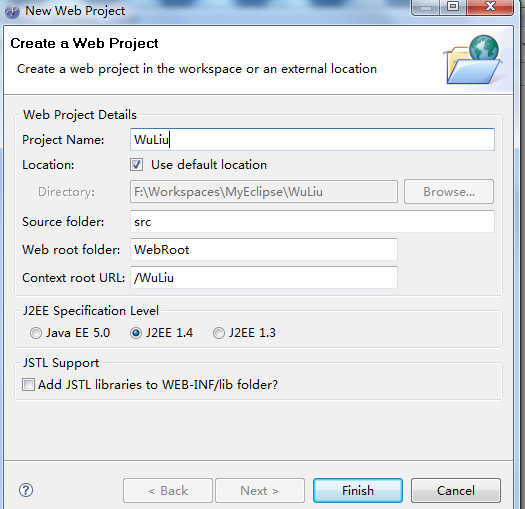 New Web Project
Create a Web Project
Create a web project in the workspace or an external location
Web Project Details
Project Name: WuLiu
Location: Use default location
Directory: F:\Workspaces\MyEclipse\WuLiu Browse...
Source folder: src
Web root folder: WebRoot
Context root URL: /WuLiu
J2EE Specification Level
Java EE 5.0 J2EE 1.4 J2EE 1.3
JSTL Support
Add JSTL libraries to WEB-INF/lib folder?
? < Back Next > Finish Cancel